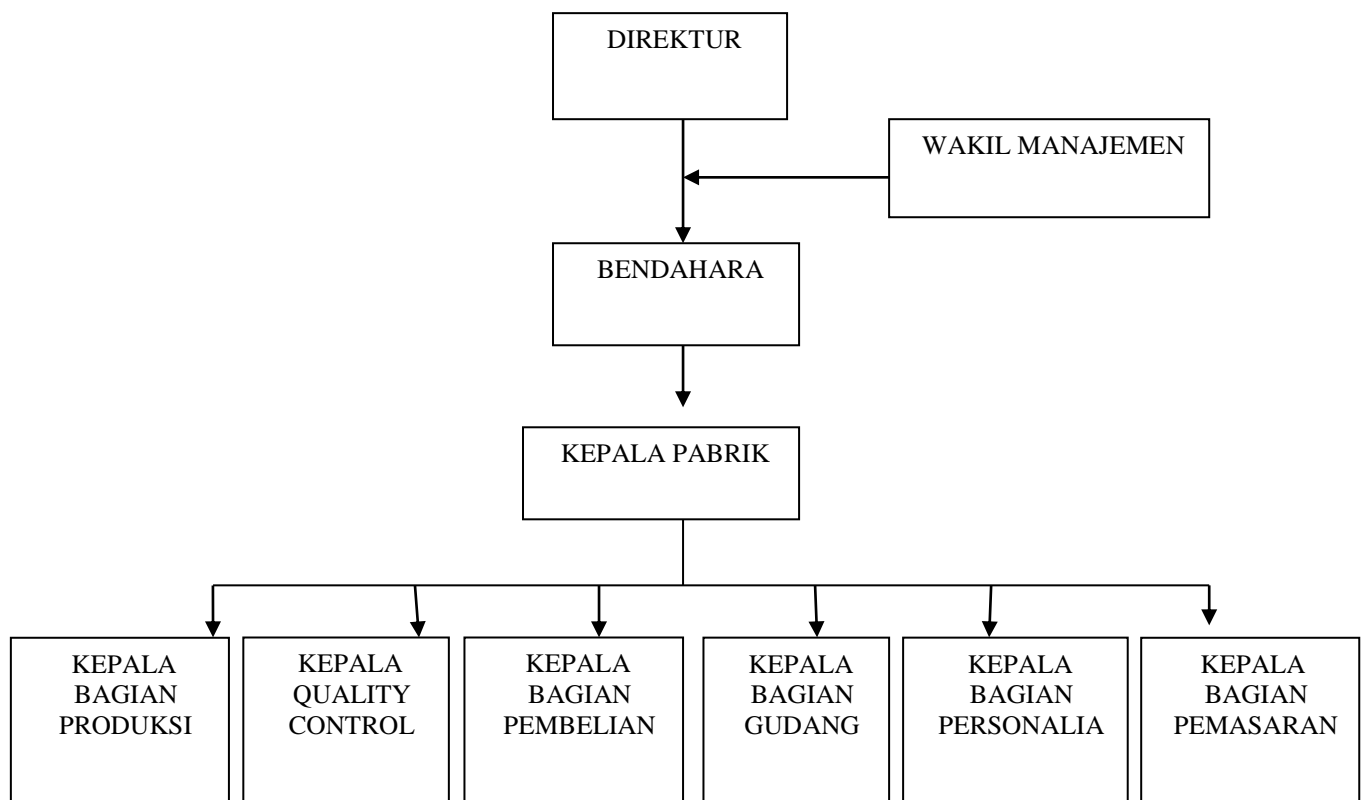 DIREKTUR
WAKIL MANAJEMEN
BENDAHARA
KEPALA PABRIK
KEPALA
BAGIAN
PRODUKSI
KEPALA
QUALITY
CONTROL
KEPALA
BAGIAN
PEMBELIAN
KEPALA
BAGIAN
GUDANG
KEPALA
BAGIAN
PERSONALIA
KEPALA
BAGIAN
PEMASARAN